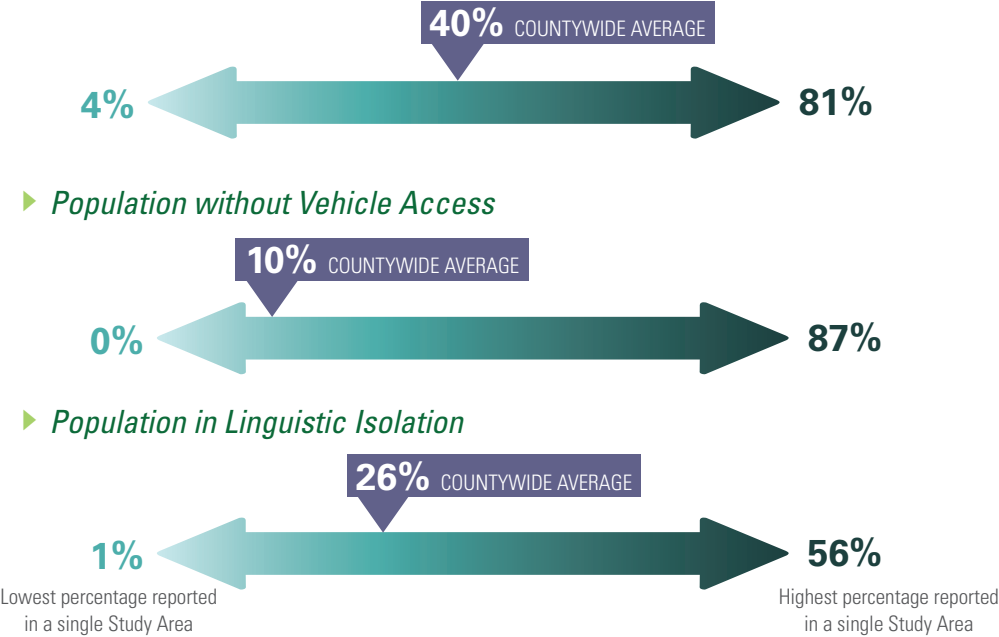 40% COUNTYWIDE AVERAGE
4%
81%
Population without Vehicle Access
10% COUNTYWIDE AVERAGE
0%
87%
Population in Linguistic Isolation
26% COUNTYWIDE AVERAGE
1%
56%
Lowest percentage reported
in a single Study Area
Highest percentage reported
in a single Study Area